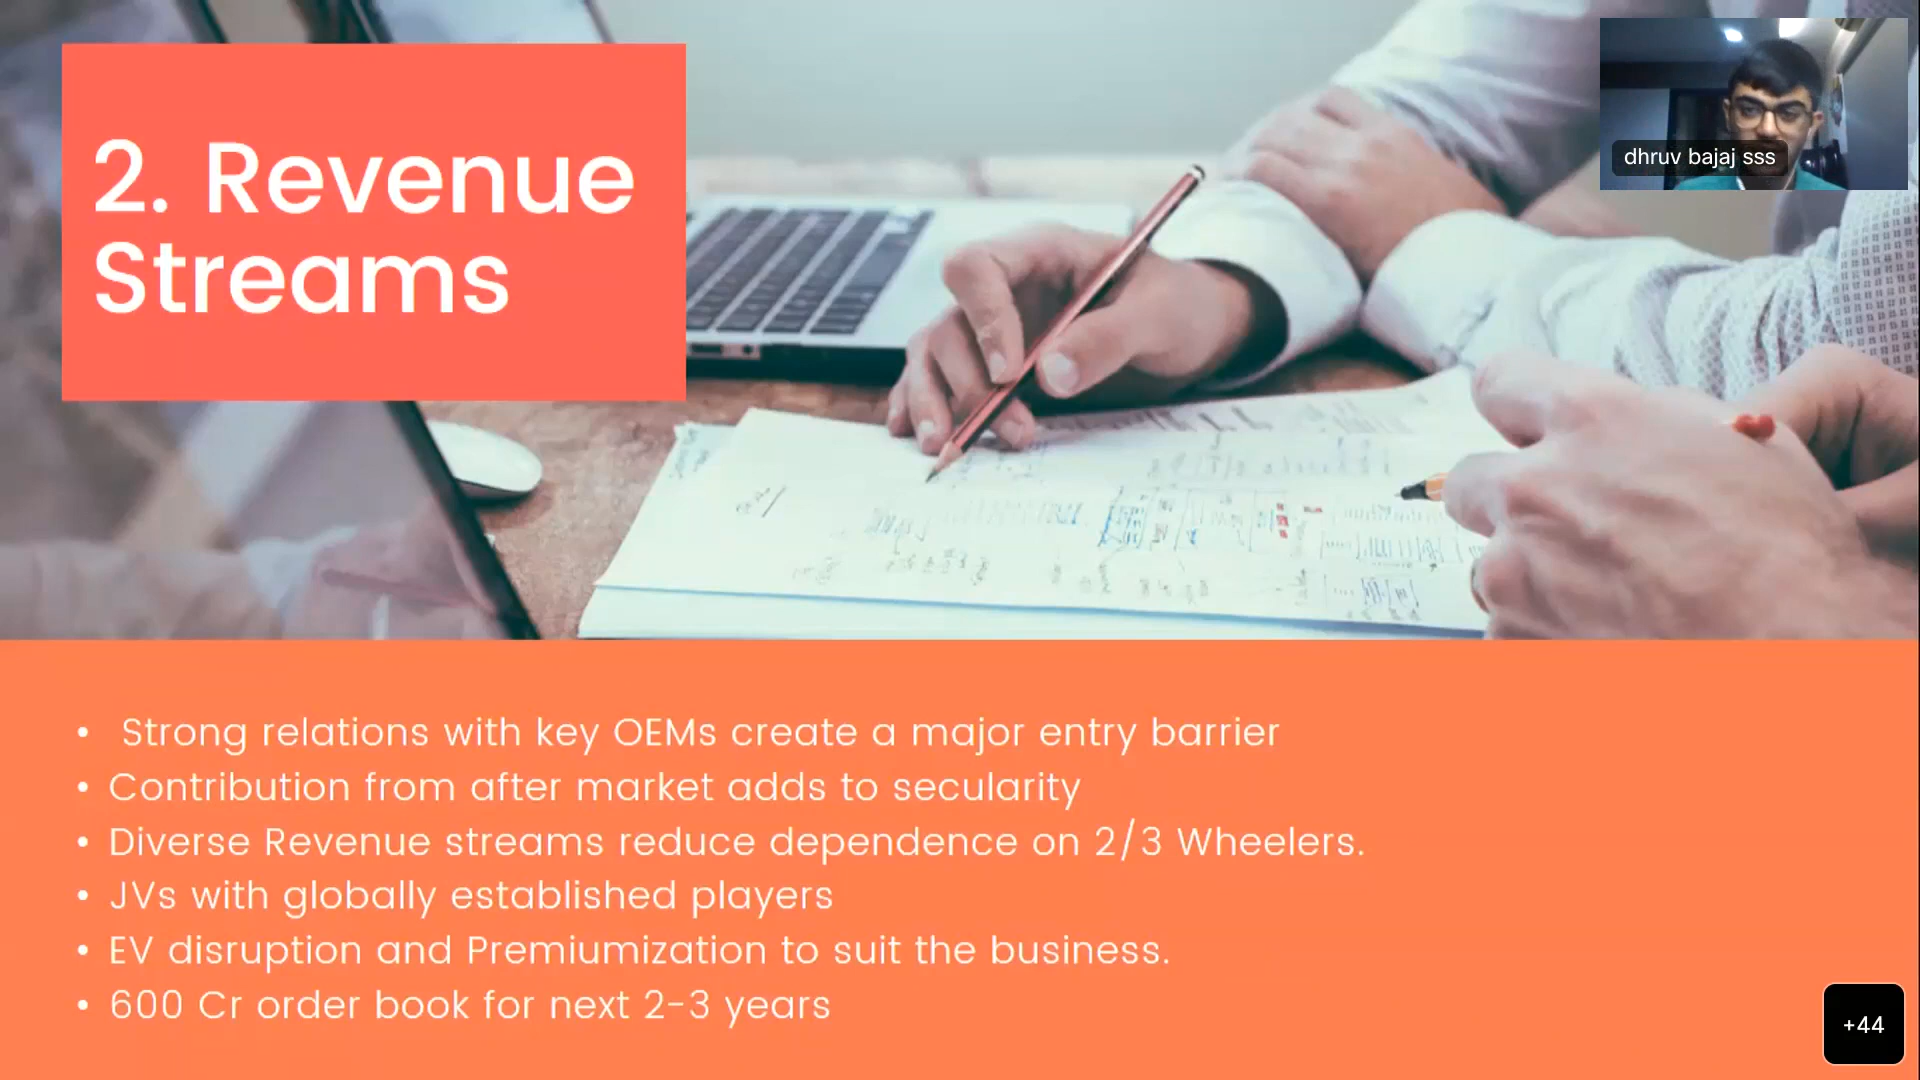 2. Revenue
Streams
dhruv bajaj sss
• Strong relations with key OEMs create a major entry barrier
• Contribution from after market adds to secularity
• Diverse Revenue streams reduce dependence on 2/3 Wheelers.
• JVs with globally established players
• EV disruption and Premiumization to suit the business.
• 600 Cr order book for next 2-3 years
+44